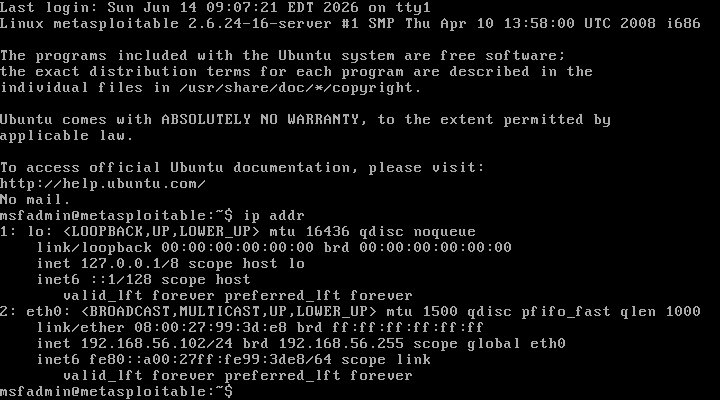 Last login: Sun Jun 14 09:07:21 EDT 2026 on tty1
Linux metasploitable 2.6.24-16-server #1 SMP Thu Apr 10 13:58:00 UTC 2008 i686

The programs included with the Ubuntu system are free software;
the exact distribution terms for each program are described in the
individual files in /usr/share/doc/*/copyright.

Ubuntu comes with ABSOLUTELY NO WARRANTY, to the extent permitted by
applicable law.

To access official Ubuntu documentation, please visit:
http://help.ubuntu.com/
No mail.
msfadmin@metasploitable:~$ ip addr
1: lo: <LOOPBACK,UP,LOWER_UP> mtu 16436 qdisc noqueue
    link/loopback 00:00:00:00:00:00 brd 00:00:00:00:00:00
    inet 127.0.0.1/8 scope host lo
    inet6 ::1/128 scope host
       valid_lft forever preferred_lft forever
2: eth0: <BROADCAST,MULTICAST,UP,LOWER_UP> mtu 1500 qdisc pfifo_fast qlen 1000
    link/ether 08:00:27:99:3d:e8 brd ff:ff:ff:ff:ff:ff
    inet 192.168.56.102/24 brd 192.168.56.255 scope global eth0
    inet6 fe80::a00:27ff:fe99:3de8/64 scope link
       valid_lft forever preferred_lft forever
msfadmin@metasploitable:~$